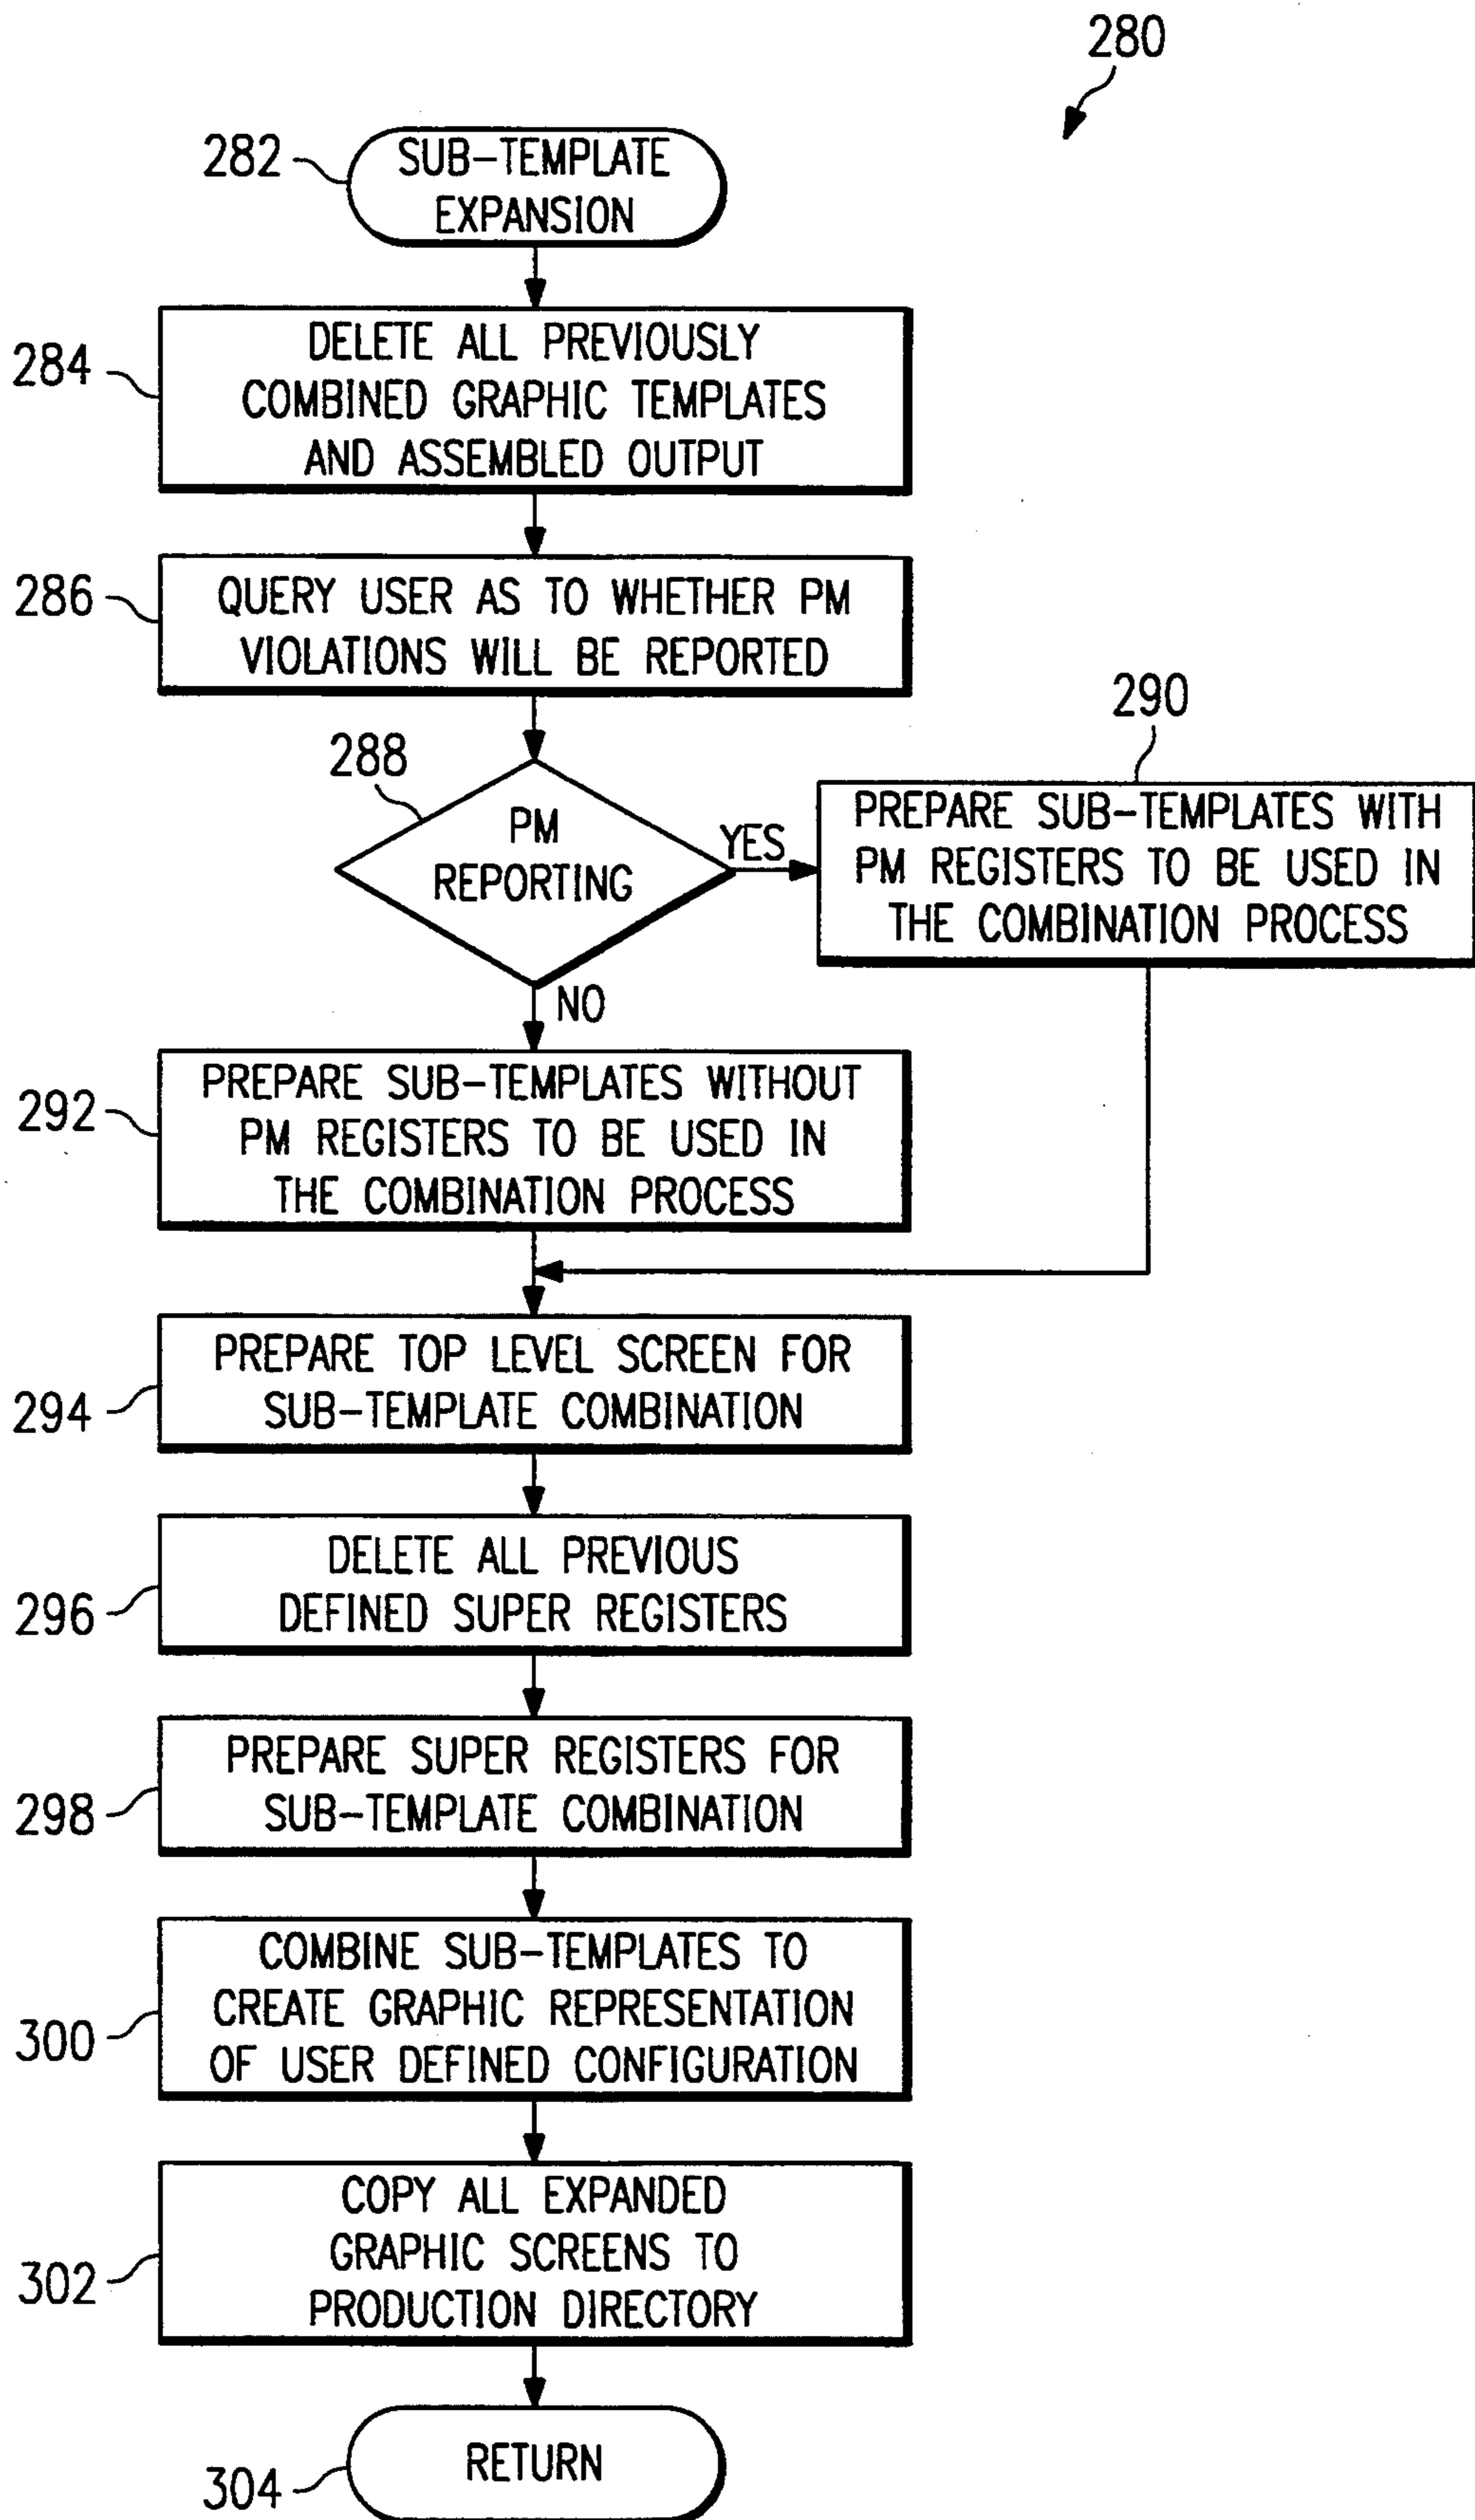 280
282
SUB-TEMPLATE
EXPANSION
284
DELETE ALL PREVIOUSLY
COMBINED GRAPHIC TEMPLATES
AND ASSEMBLED OUTPUT
286
QUERY USER AS TO WHETHER PM
VIOLATIONS WILL BE REPORTED
288
PM
REPORTING
YES
290
PREPARE SUB-TEMPLATES WITH
PM REGISTERS TO BE USED IN
THE COMBINATION PROCESS
NO
292
PREPARE SUB-TEMPLATES WITHOUT
PM REGISTERS TO BE USED IN
THE COMBINATION PROCESS
294
PREPARE TOP LEVEL SCREEN FOR
SUB-TEMPLATE COMBINATION
296
DELETE ALL PREVIOUS
DEFINED SUPER REGISTERS
298
PREPARE SUPER REGISTERS FOR
SUB-TEMPLATE COMBINATION
300
COMBINE SUB-TEMPLATES TO
CREATE GRAPHIC REPRESENTATION
OF USER DEFINED CONFIGURATION
302
COPY ALL EXPANDED
GRAPHIC SCREENS TO
PRODUCTION DIRECTORY
304
RETURN